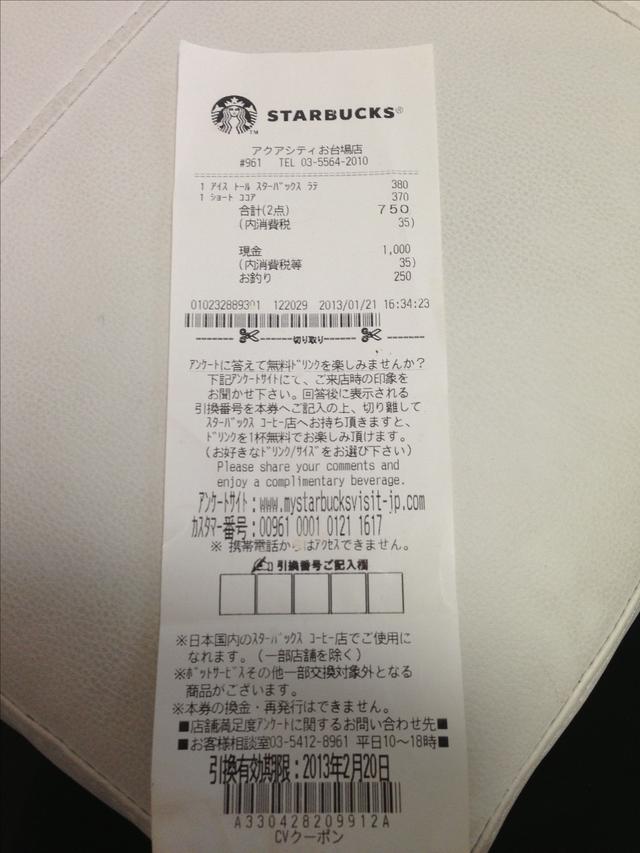 STARBUCKS®
TM
アクアシティお台場店
#961 TEL 03-5564-2010
1 アイス トール スターバックス ラテ 380
1 ショート ココア 370
合計(2点) 750
(内消費税 35)
現金 1,000
(内消費税等 35)
お釣り 250
010232889301 122029 2013/01/21 16:34:23
切り取り
アンケートに答えて無料ドリンクを楽しみませんか?
下記アンケートサイトにて、ご来店時の印象を
お聞かせ下さい。回答後に表示される
引換番号を本券へご記入の上、切り離して
スターバックス コーヒー店へお持ち頂きますと、
ドリンクを1杯無料でお楽しみ頂けます。
(お好きなドリンク/サイズをお選び下さい)
Please share your comments and
enjoy a complimentary beverage.
アンケートサイト:www.mystarbucksvisit-jp.com
カスタマー番号:00961 0001 0121 1617
※ 携帯電話からはアクセスできません。
引換番号ご記入欄
※日本国内のスターバックス コーヒー店でご使用に
なれます。(一部店舗を除く)
※ポットサービスその他一部交換対象外となる
商品がございます。
※本券の換金・再発行はできません。
■店舗満足度アンケートに関するお問い合わせ先■
■お客様相談室03-5412-8961 平日10〜18時■
引換有効期限:2013年2月20日
A330428209912A
CVクーポン